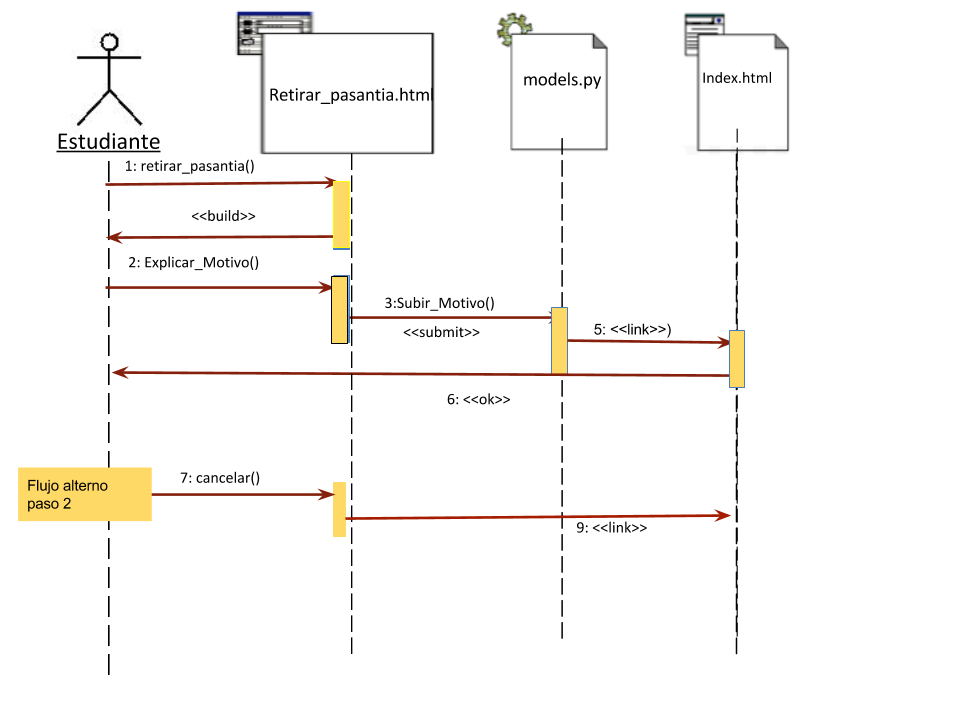 Retirar_pasantia.html
models.py
Index.html
Estudiante
1: retirar_pasantia()
<<build>>
2: Explicar_Motivo()
3:Subir_Motivo()
<<submit>>
5: <<link>>)
6: <<ok>>
Flujo alterno
paso 2
7: cancelar()
9: <<link>>